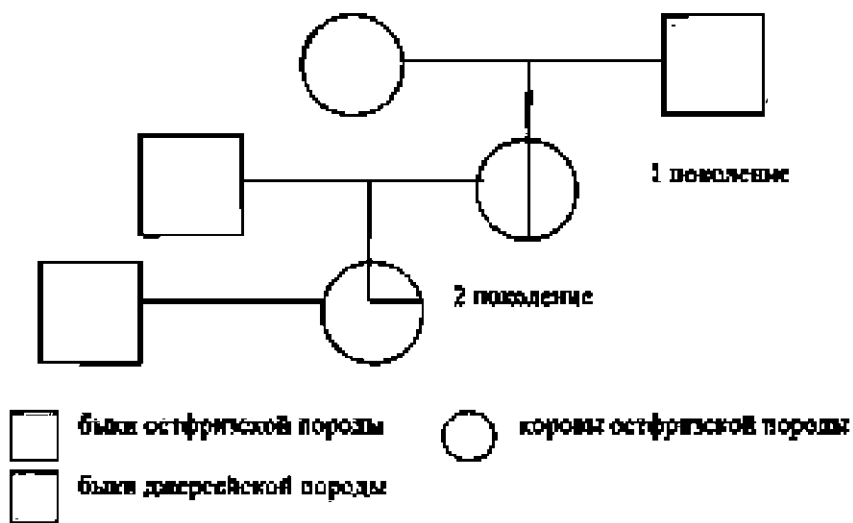 1 поколение
2 поколение
быки остфризской породы
коровы остфризской породы
быки джерсейской породы